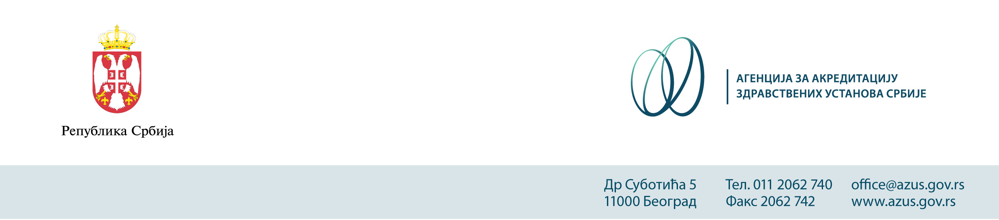 Република Србија
АГЕНЦИЈА ЗА АКРЕДИТАЦИЈУ
ЗДРАВСТВЕНИХ УСТАНОВА СРБИЈЕ
Др Суботића 5
11000 Београд
Тел. 011 2062 740
Факс 2062 742
office@azus.gov.rs
www.azus.gov.rs